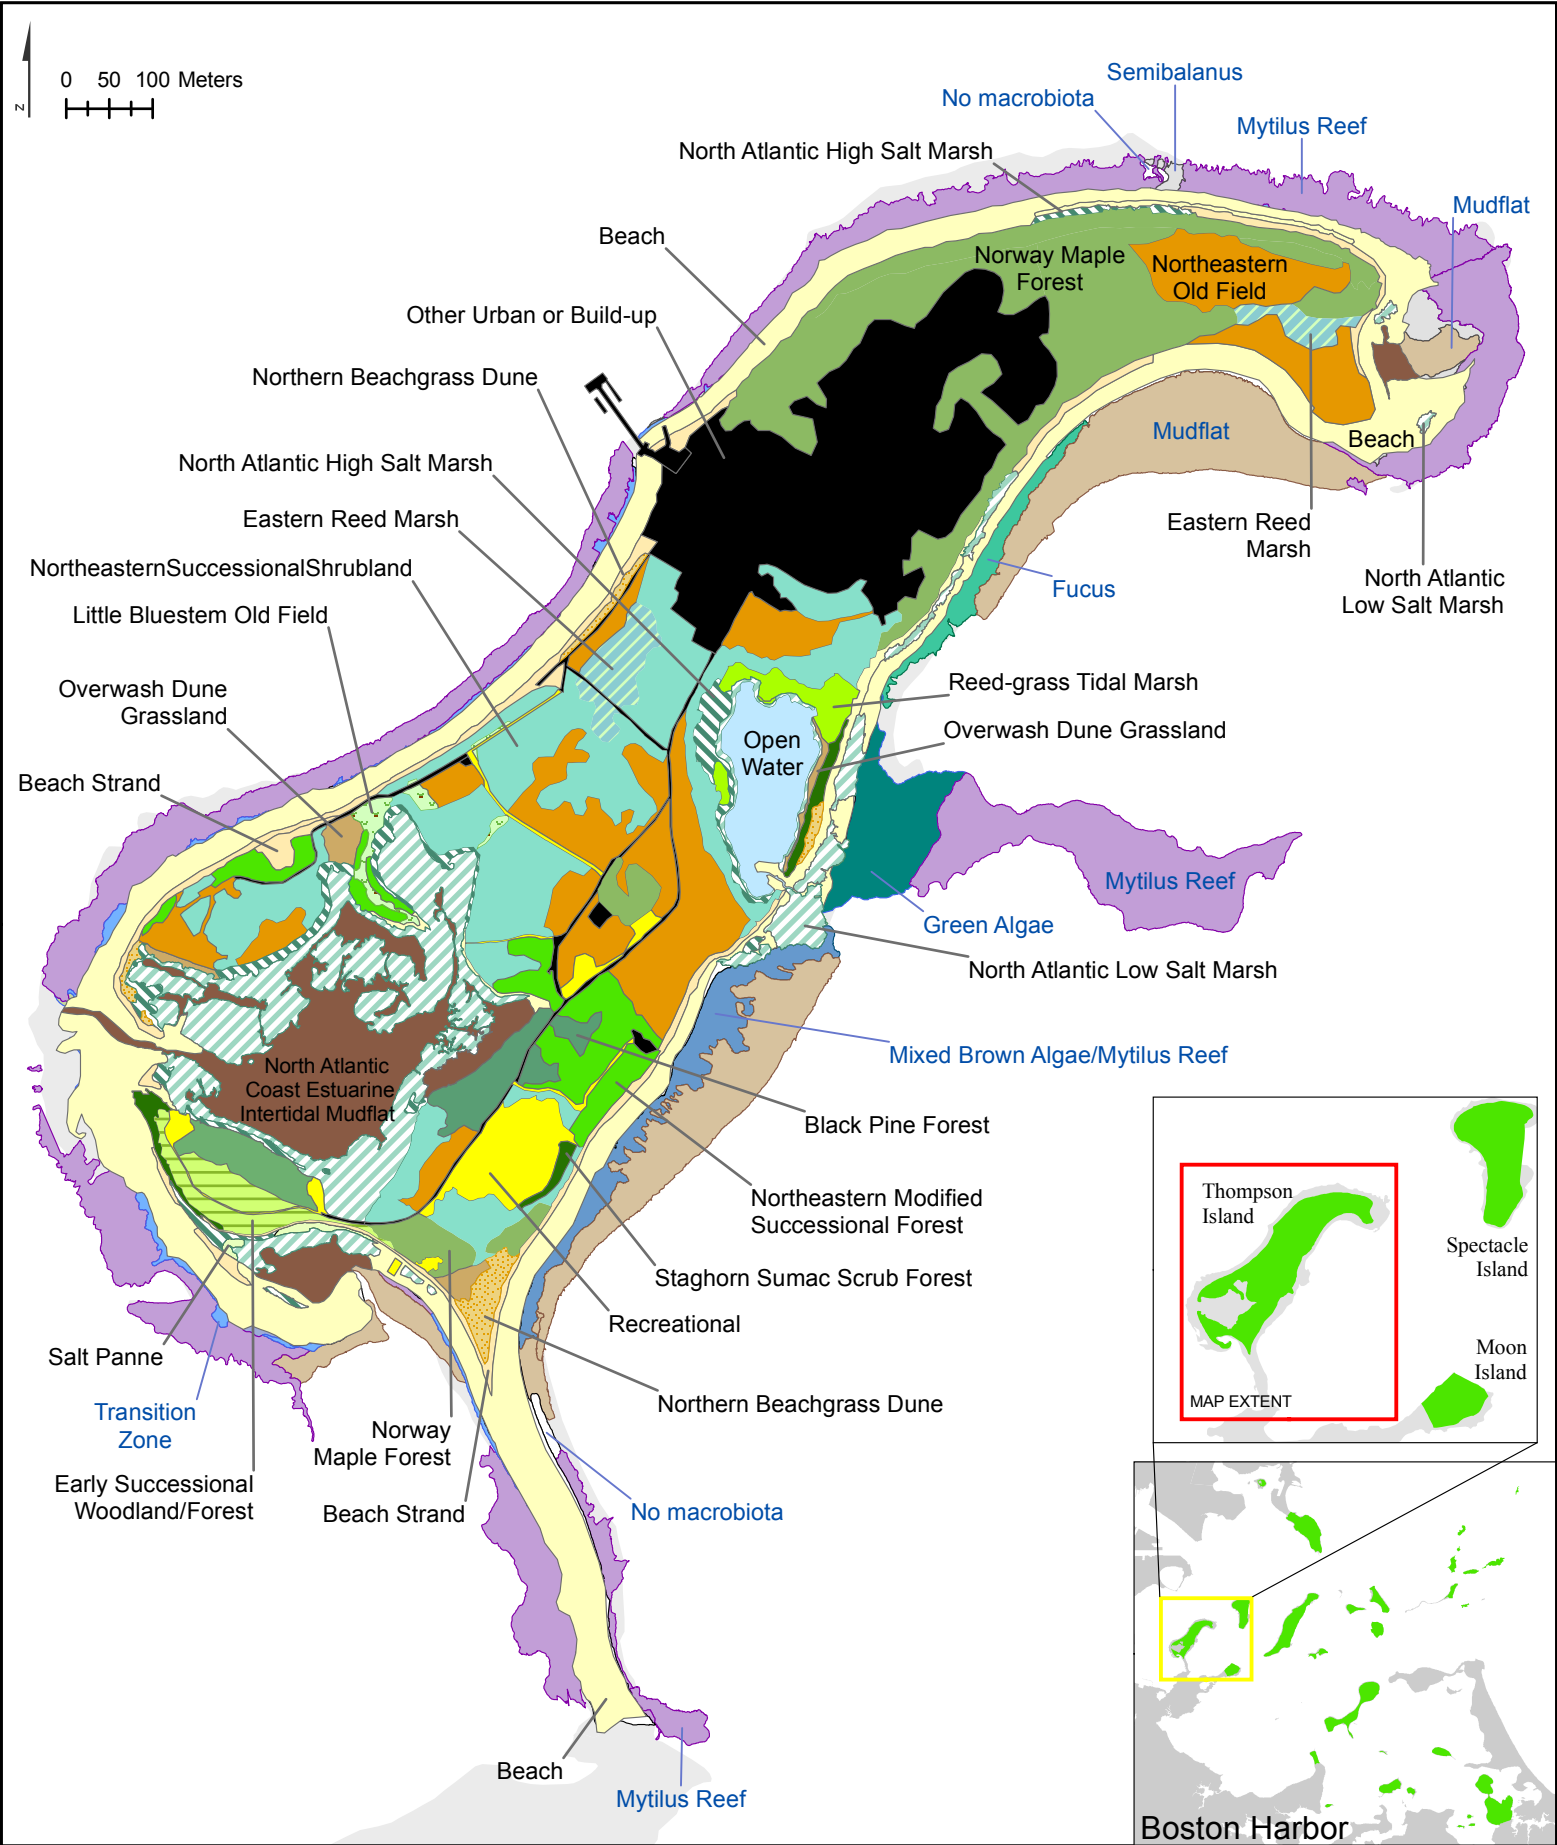 0 50 100 Meters
N
Semibalanus
No macrobiota
Mytilus Reef
North Atlantic High Salt Marsh
Mudflat
Beach
Norway Maple
Forest
Northeastern
Old Field
Other Urban or Build-up
Northern Beachgrass Dune
Mudflat
Beach
North Atlantic High Salt Marsh
Eastern Reed Marsh
Eastern Reed
Marsh
NortheasternSuccessionalShrubland
Fucus
North Atlantic
Low Salt Marsh
Little Bluestem Old Field
Overwash Dune
Grassland
Reed-grass Tidal Marsh
Overwash Dune Grassland
Open
Water
Beach Strand
Mytilus Reef
Green Algae
North Atlantic Low Salt Marsh
Mixed Brown Algae/Mytilus Reef
North Atlantic
Coast Estuarine
Intertidal Mudflat
Black Pine Forest
Northeastern Modified
Successional Forest
Staghorn Sumac Scrub Forest
Recreational
Salt Panne
Northern Beachgrass Dune
Transition
Zone
Norway
Maple Forest
Early Successional
Woodland/Forest
Beach Strand
No macrobiota
Beach
Mytilus Reef
Thompson
Island
Spectacle
Island
Moon
Island
MAP EXTENT
Boston Harbor